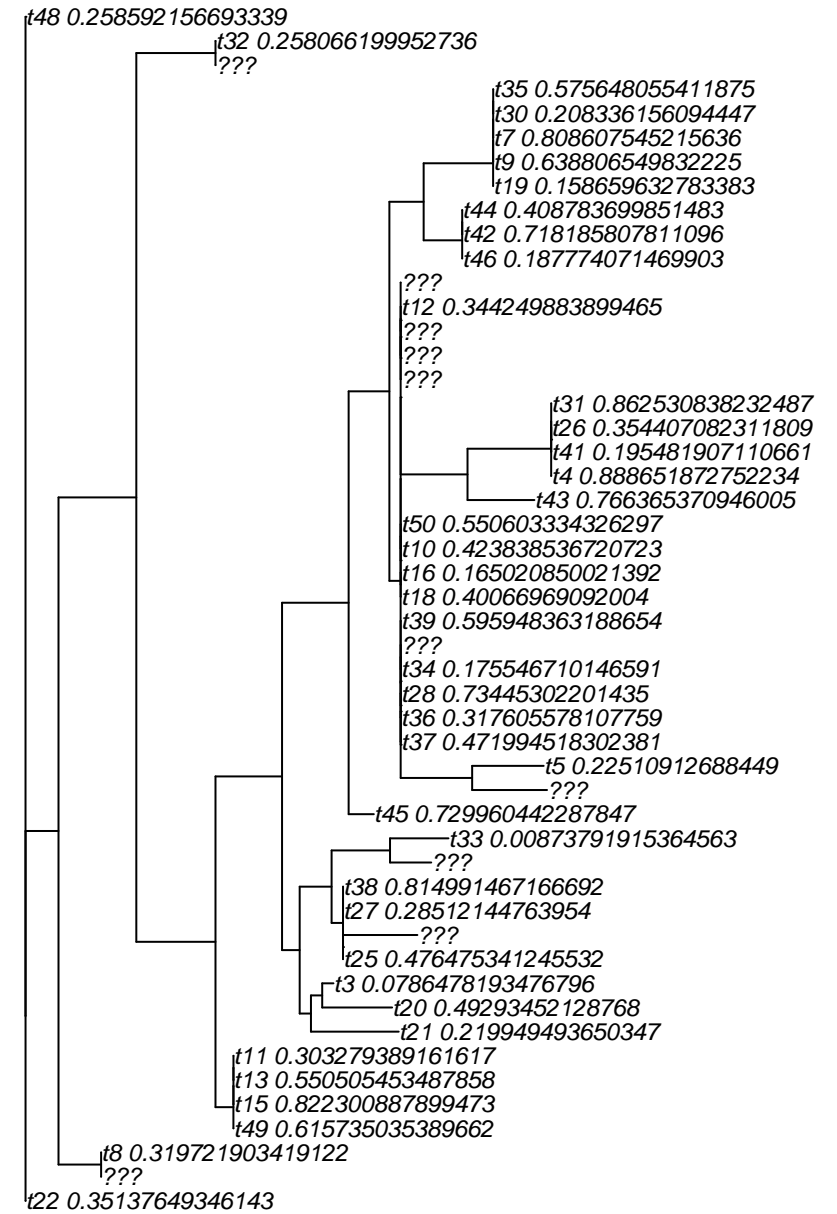 t48 0.258592156693339
t32 0.258066199952736
???
t35 0.575648055411875
t30 0.208336156094447
t7 0.808607545215636
t9 0.638806549832225
t19 0.158659632783383
t44 0.408783699851483
t42 0.718185807811096
t46 0.187774071469903
???
t12 0.344249883899465
???
???
???
t31 0.862530838232487
t26 0.354407082311809
t41 0.195481907110661
t4 0.888651872752234
t43 0.766365370946005
t50 0.550603334326297
t10 0.423838536720723
t16 0.165020850021392
t18 0.40066969092004
t39 0.595948363188654
???
t34 0.175546710146591
t28 0.73445302201435
t36 0.317605578107759
t37 0.471994518302381
t5 0.22510912688449
???
t45 0.729960442287847
t33 0.00873791915364563
???
t38 0.814991467166692
t27 0.28512144763954
???
t25 0.476475341245532
t3 0.0786478193476796
t20 0.49293452128768
t21 0.219949493650347
t11 0.303279389161617
t13 0.550505453487858
t15 0.822300887899473
t49 0.615735035389662
t8 0.319721903419122
???
t22 0.35137649346143